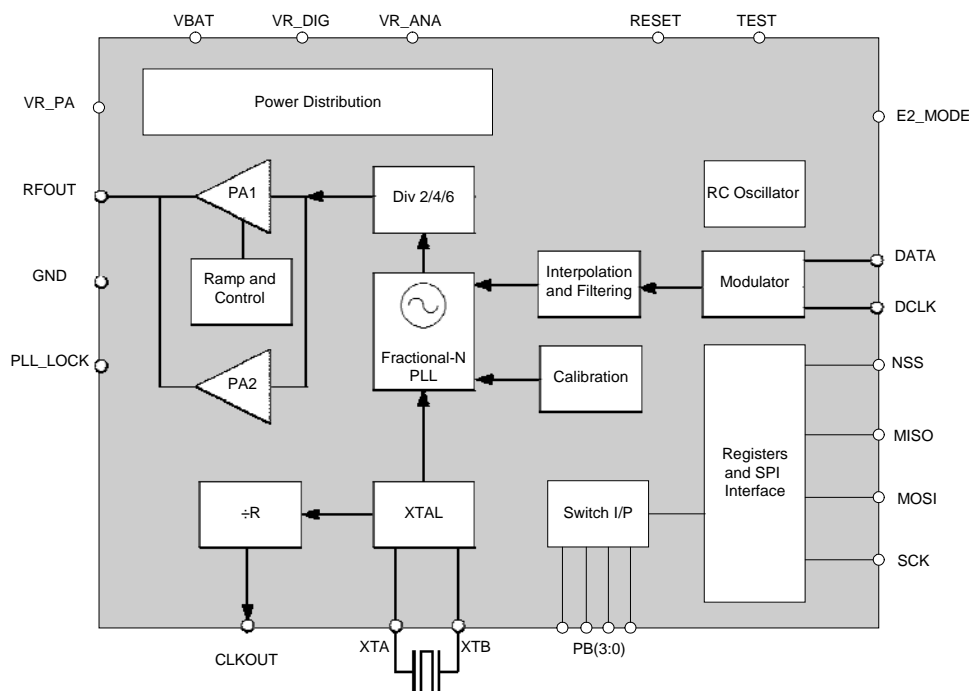 VBAT
VR_DIG
VR_ANA
RESET
TEST
VR_PA
Power Distribution
E2_MODE
RFOUT
PA1
Div 2/4/6
RC Oscillator
GND
Ramp and
Control
Interpolation
and Filtering
Modulator
DATA
DCLK
PLL_LOCK
PA2
Fractional-N
PLL
Calibration
NSS
MISO
Registers
and SPI
Interface
MOSI
SCK
÷R
XTAL
Switch I/P
CLKOUT
XTA
XTB
PB(3:0)